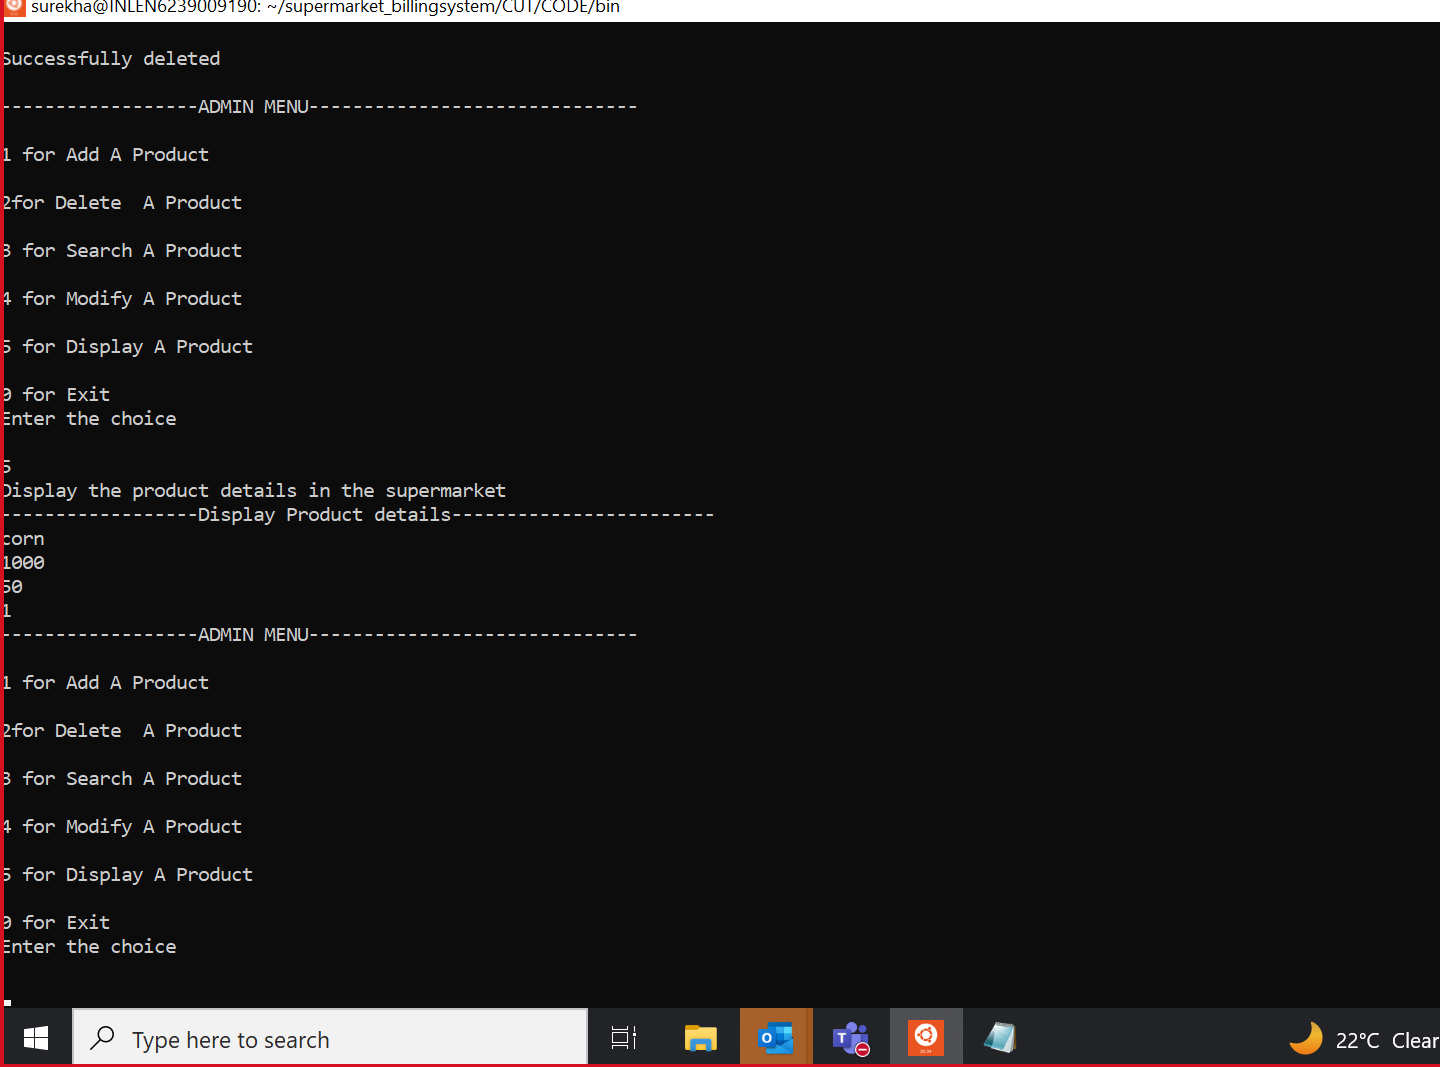 surekha@INLEN6239009190: ~/supermarket_billingsystem/CUT/CODE/bin
Successfully deleted
------------------ADMIN MENU------------------------------
1 for Add A Product
2for Delete  A Product
3 for Search A Product
4 for Modify A Product
5 for Display A Product
0 for Exit
Enter the choice
5
Display the product details in the supermarket
------------------Display Product details------------------------
corn
1000
50
1
------------------ADMIN MENU------------------------------
1 for Add A Product
2for Delete  A Product
3 for Search A Product
4 for Modify A Product
5 for Display A Product
0 for Exit
Enter the choice
Type here to search
22°C Clear